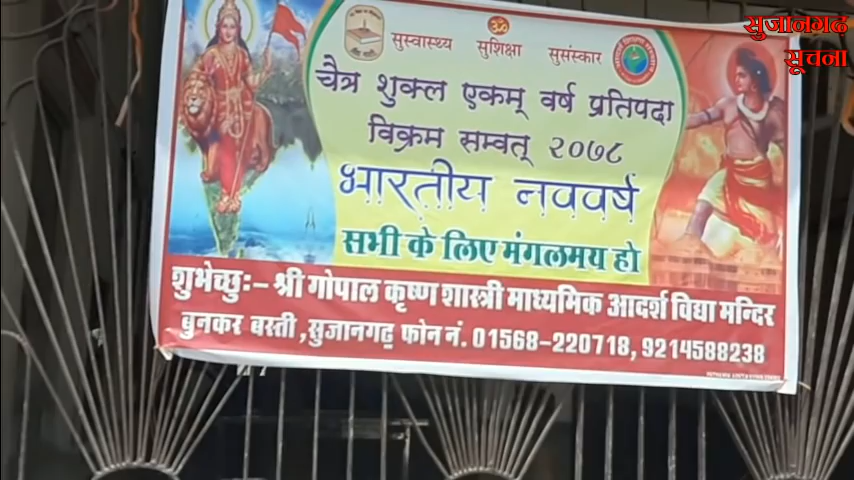 सुजानगढ़
सूचना
सुस्वास्थ्य सुशिक्षा सुसंस्कार
ॐ
चैत्र शुक्ल एकम् वर्ष प्रतिपदा
विक्रम सम्वत् २०७८
भारतीय नववर्ष
सभी के लिए मंगलमय हो
शुभेच्छु:- श्री गोपाल कृष्ण शास्त्री माध्यमिक आदर्श विद्या मन्दिर
बुनकर बस्ती, सुजानगढ़ फोन नं. 01568-220718, 9214588238